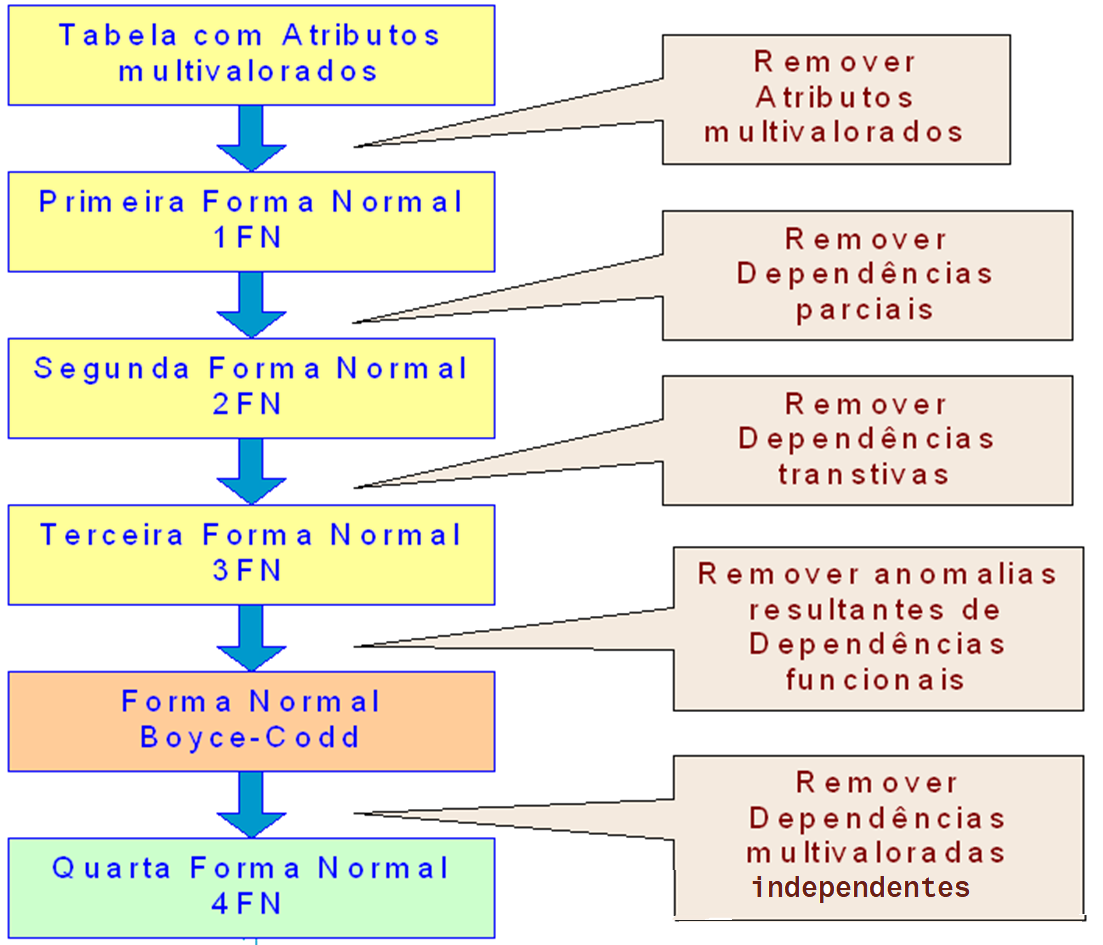 Tabela com Atributos
multivalorados
Remover
Atributos
multivalorados
Primeira Forma Normal
1FN
Remover
Dependências
parciais
Segunda Forma Normal
2FN
Remover
Dependências
transtivas
Terceira Forma Normal
3FN
Remover anomalias
resultantes de
Dependências
funcionais
Forma Normal
Boyce-Codd
Remover
Dependências
multivaloradas
independentes
Quarta Forma Normal
4FN